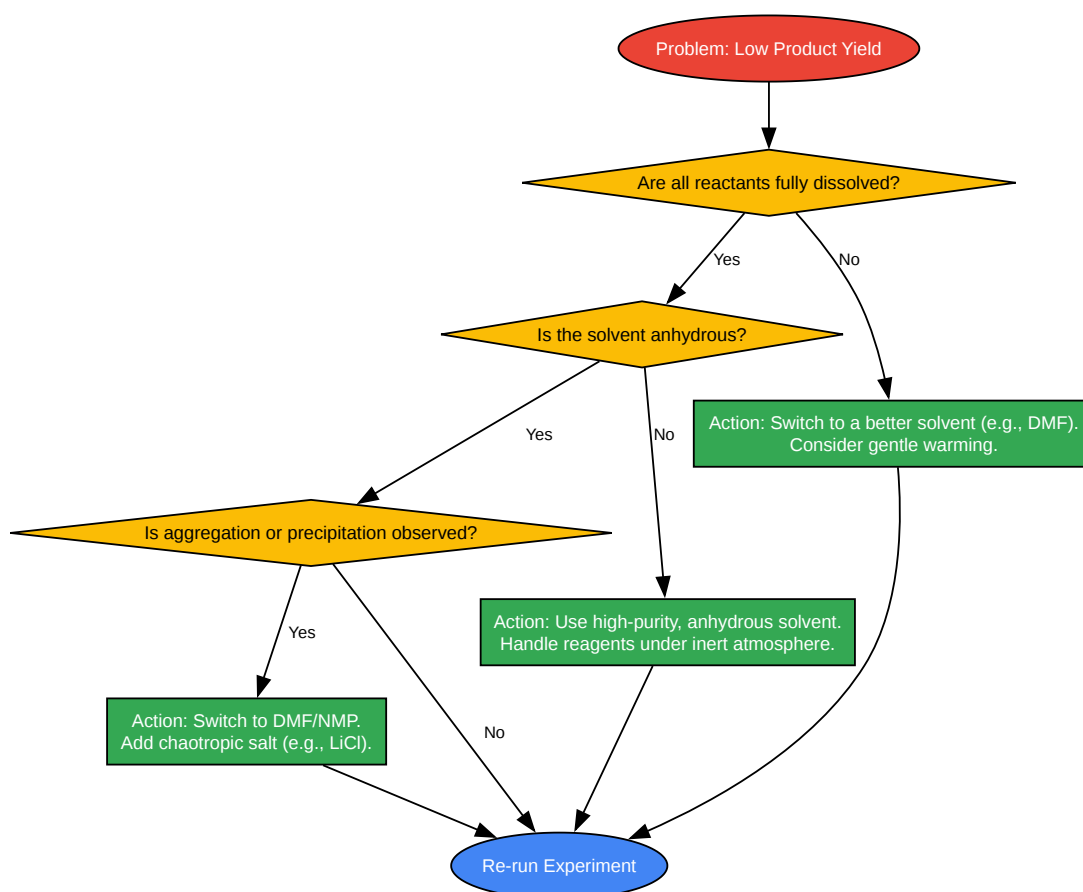 Problem: Low Product Yield
Are all reactants fully dissolved?
Yes
No
Is the solvent anhydrous?
Action: Switch to a better solvent (e.g., DMF).
Consider gentle warming.
Yes
No
Is aggregation or precipitation observed?
Action: Use high-purity, anhydrous solvent.
Handle reagents under inert atmosphere.
Yes
Action: Switch to DMF/NMP.
Add chaotropic salt (e.g., LiCl).
No
Re-run Experiment